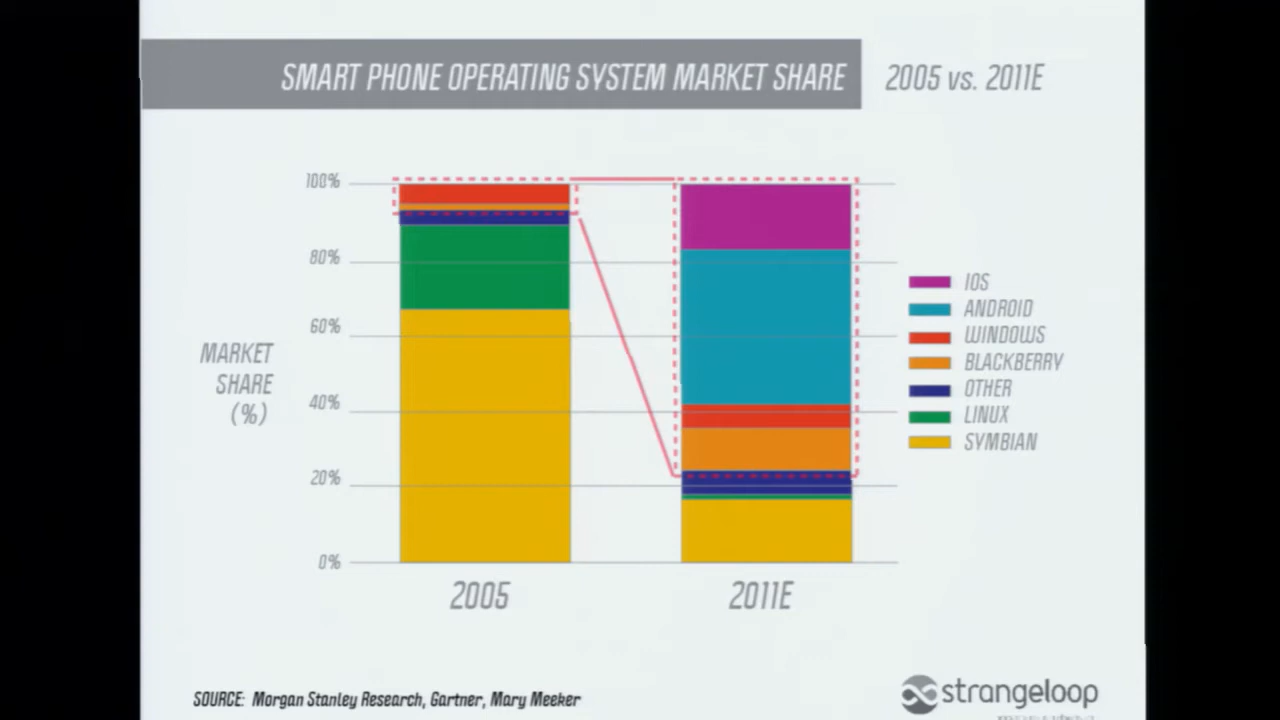 SMART PHONE OPERATING SYSTEM MARKET SHARE
2005 vs. 2011E
100%
80%
60%
40%
20%
0%
MARKET
SHARE
(%)
2005
2011E
IOS
ANDROID
WINDOWS
BLACKBERRY
OTHER
LINUX
SYMBIAN
SOURCE: Morgan Stanley Research, Gartner, Mary Meeker
strangeloop